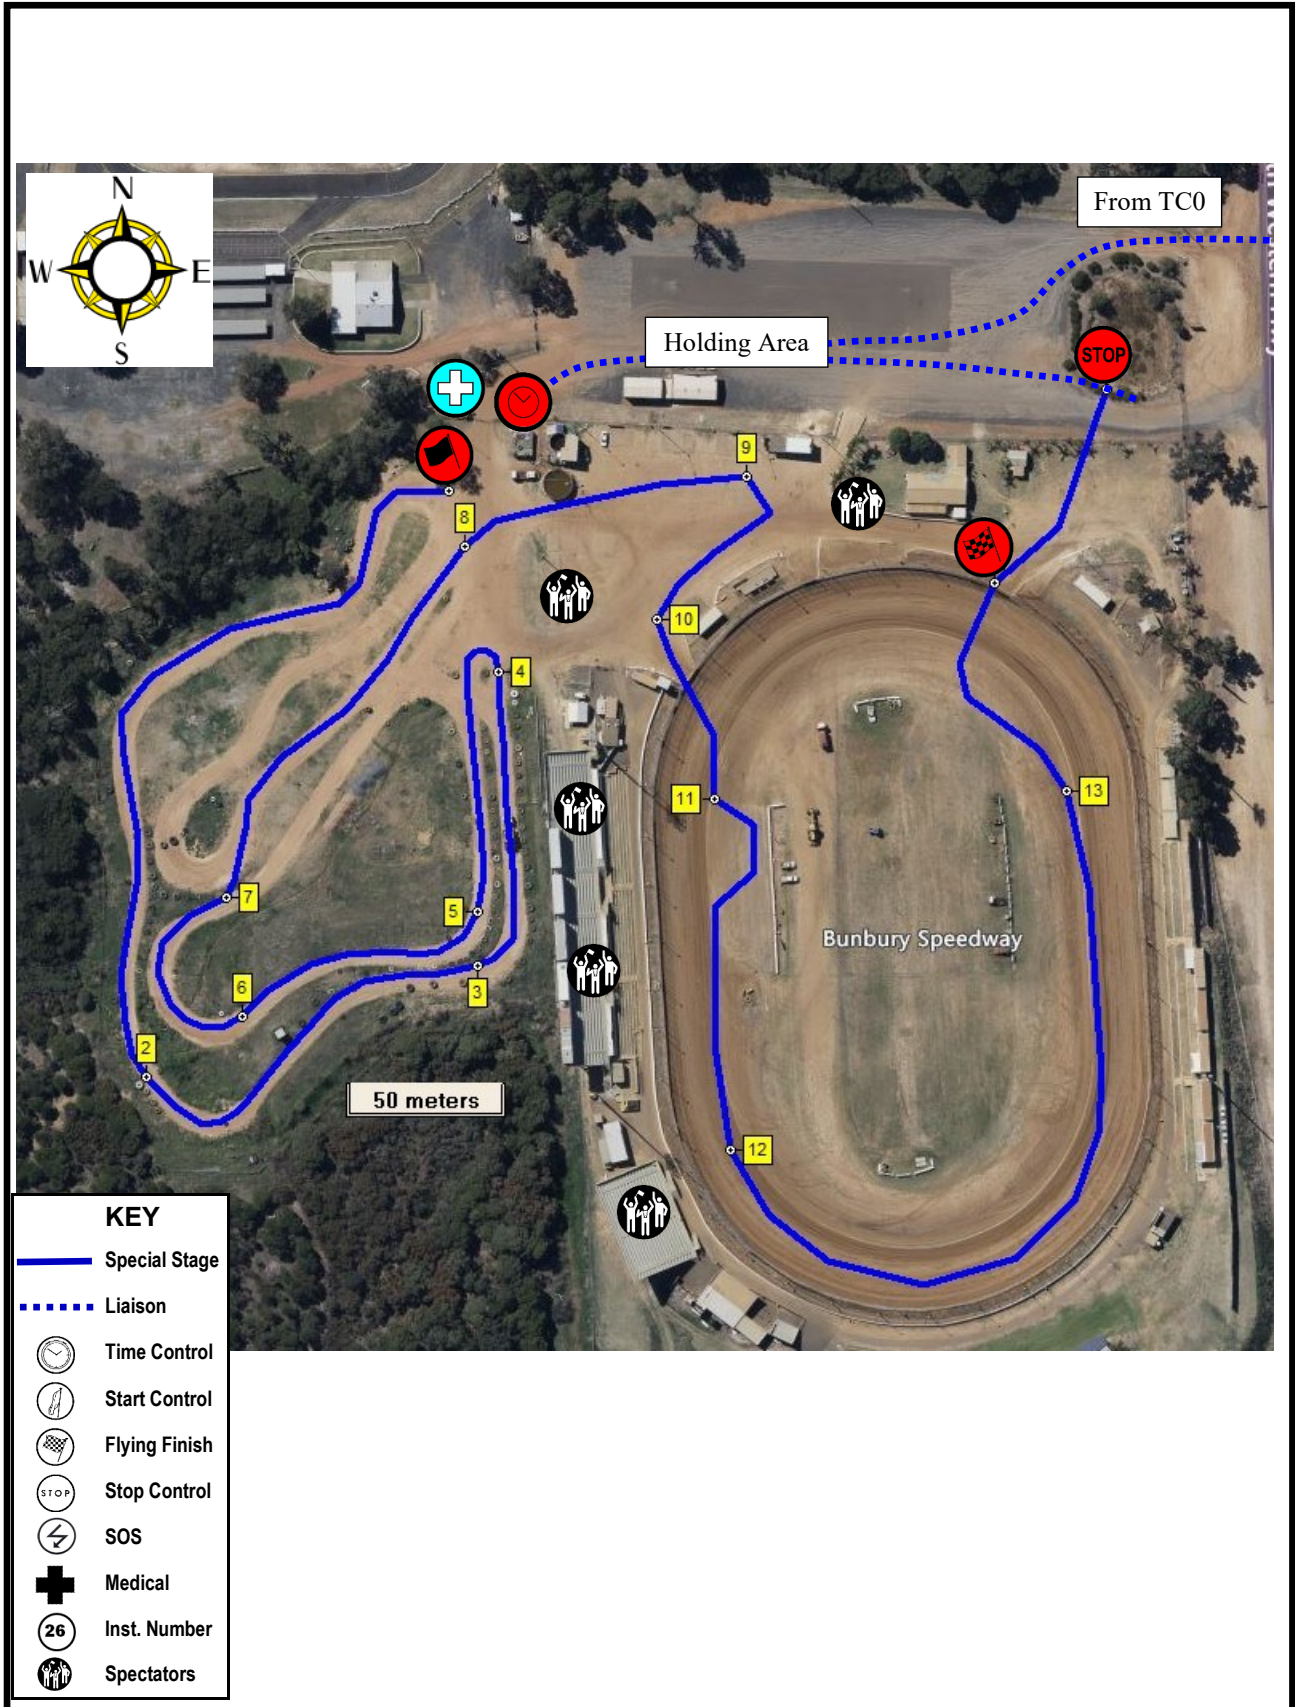 N
W E
S
From TC0
Holding Area
STOP
9
8
10
4
11
13
7
5
Bunbury Speedway
6
3
2
50 meters
12
KEY
Special Stage
Liaison
Time Control
Start Control
Flying Finish
STOP Stop Control
SOS
Medical
26 Inst. Number
Spectators